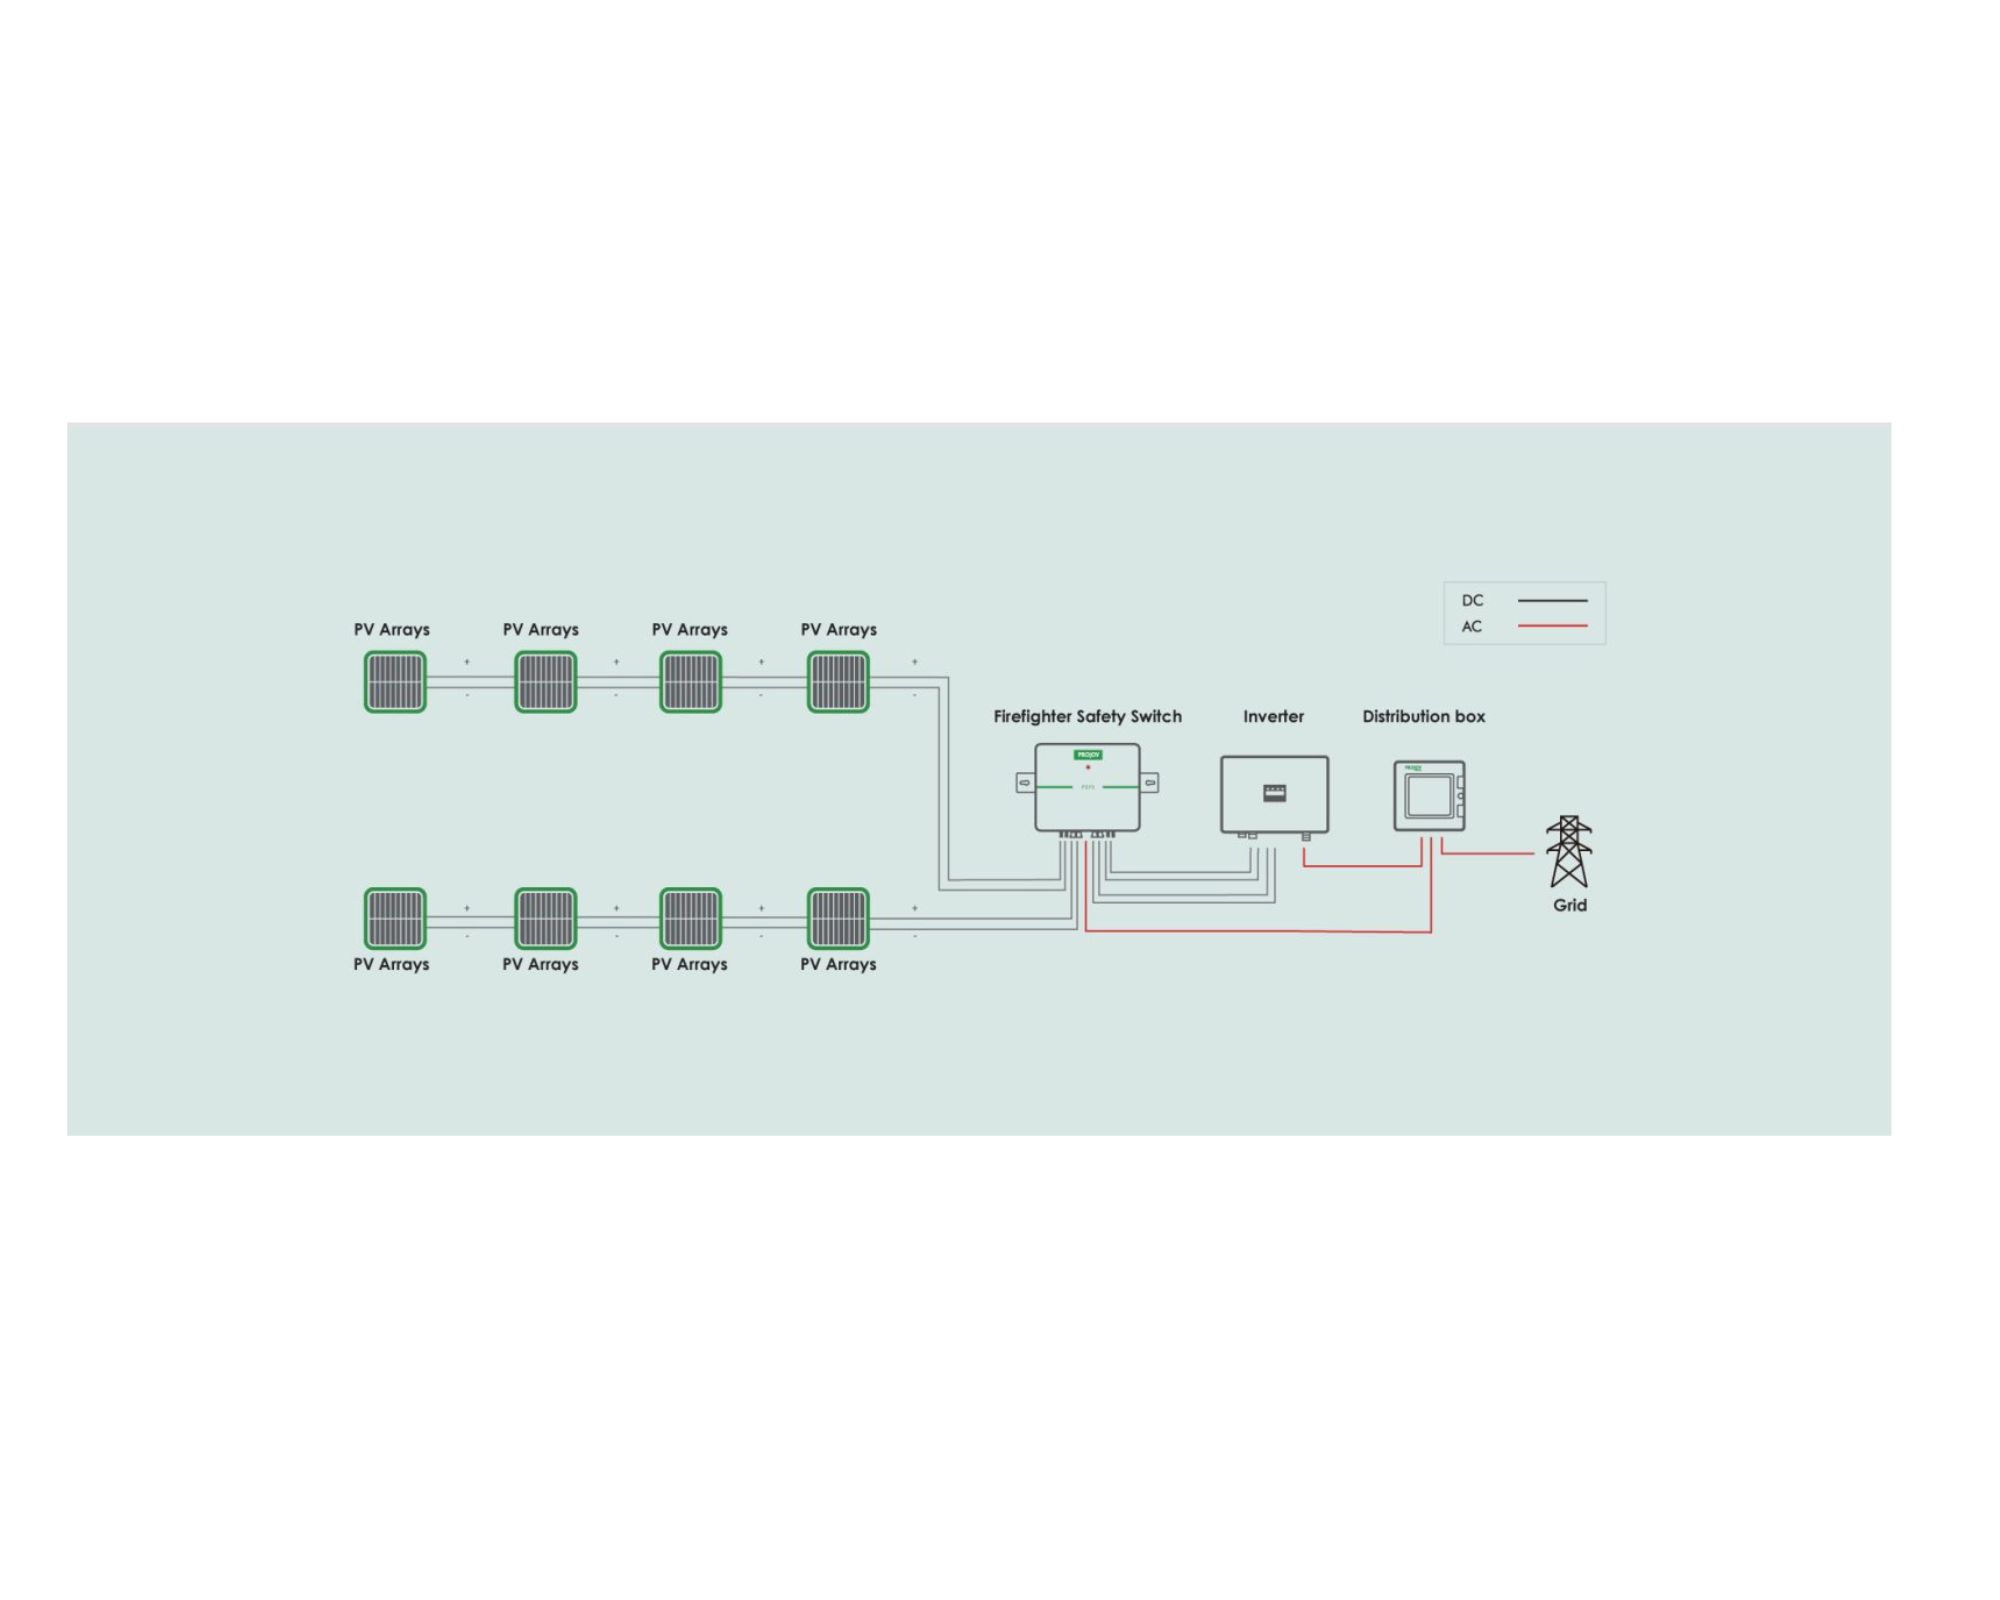 DC
AC
PV Arrays PV Arrays PV Arrays PV Arrays
+ + + + 
- - - -
Firefighter Safety Switch Inverter Distribution box
PROJOY
PROJOY
Grid
+ + + +
- - - -
PV Arrays PV Arrays PV Arrays PV Arrays